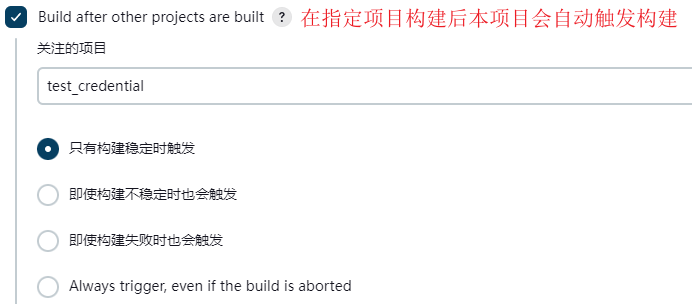 Build after other projects are built ? 在指定项目构建后本项目会自动触发构建
关注的项目
test_credential
只有构建稳定时触发
即使构建不稳定时也会触发
即使构建失败时也会触发
Always trigger, even if the build is aborted